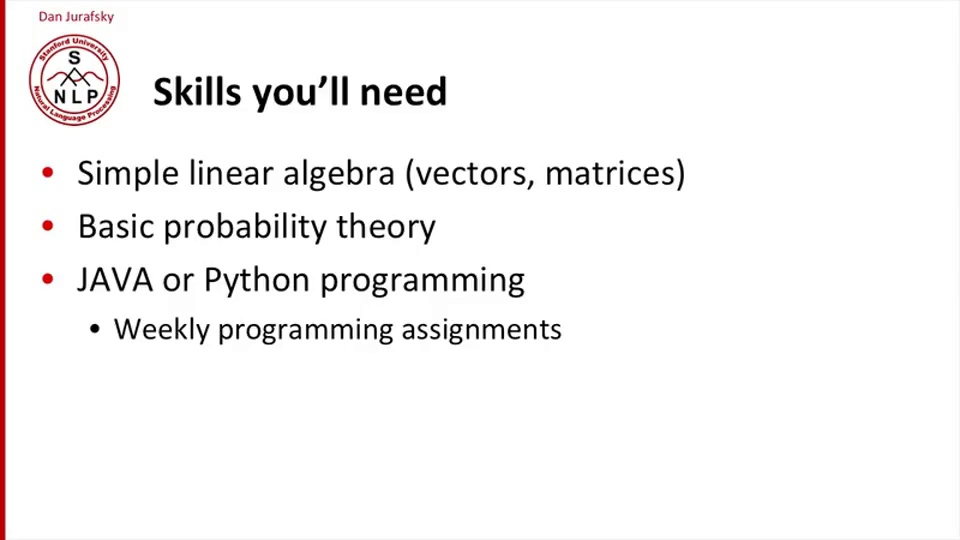 Dan Jurafsky
Stanford University
S
NLP
Natural Language Processing
Skills you’ll need
• Simple linear algebra (vectors, matrices)
• Basic probability theory
• JAVA or Python programming
• Weekly programming assignments